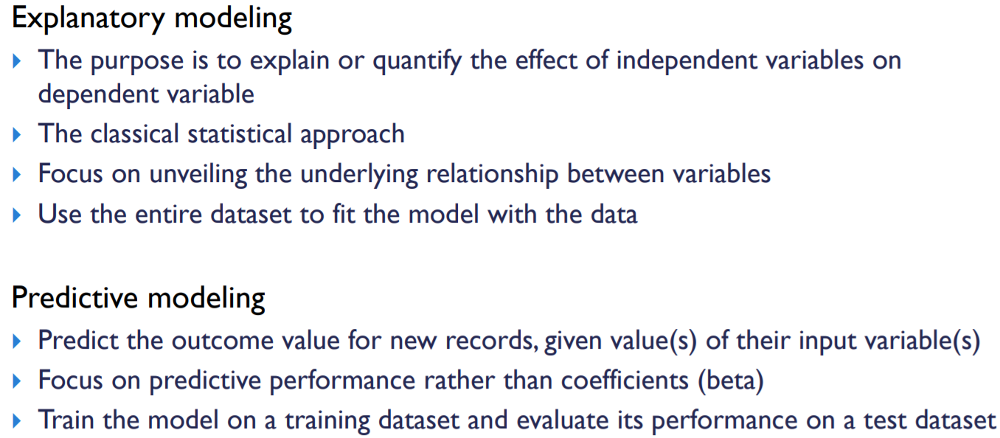 Explanatory modeling
The purpose is to explain or quantify the effect of independent variables on
dependent variable
The classical statistical approach
Focus on unveiling the underlying relationship between variables
Use the entire dataset to fit the model with the data
Predictive modeling
Predict the outcome value for new records, given value(s) of their input variable(s)
Focus on predictive performance rather than coefficients (beta)
Train the model on a training dataset and evaluate its performance on a test dataset